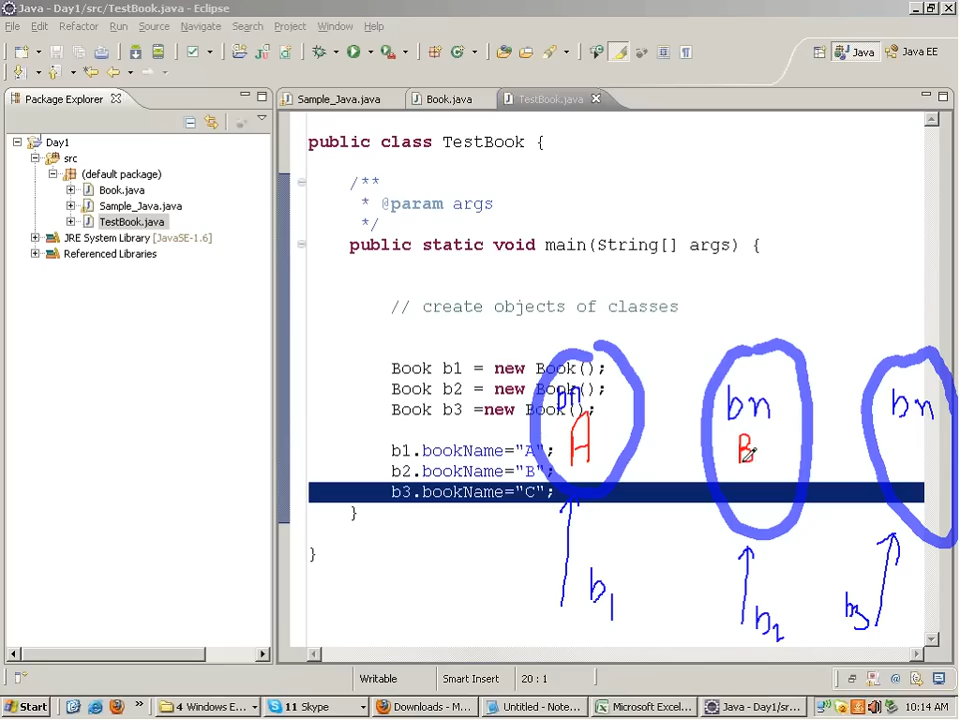 Java - Day1/src/TestBook.java - Eclipse
File Edit Refactor Run Source Navigate Search Project Window Help
Java Java EE
Package Explorer
Sample_Java.java Book.java TestBook.java
Day1
src
(default package)
Book.java
Sample_Java.java
TestBook.java
JRE System Library [JavaSE-1.6]
Referenced Libraries
public class TestBook {
/**
* @param args
*/
public static void main(String[] args) {
// create objects of classes
Book b1 = new Book();
Book b2 = new Book();
Book b3 =new Book();
b1.bookName="A";
b2.bookName="B";
b3.bookName="C";
}
}
bn bn bn
A B
b1 b2 b3
Writable Smart Insert 20 : 1
Start 4 Windows E... 11 Skype Downloads - M... Untitled - Note... Microsoft Exce... Java - Day1/sr... 10:14 AM